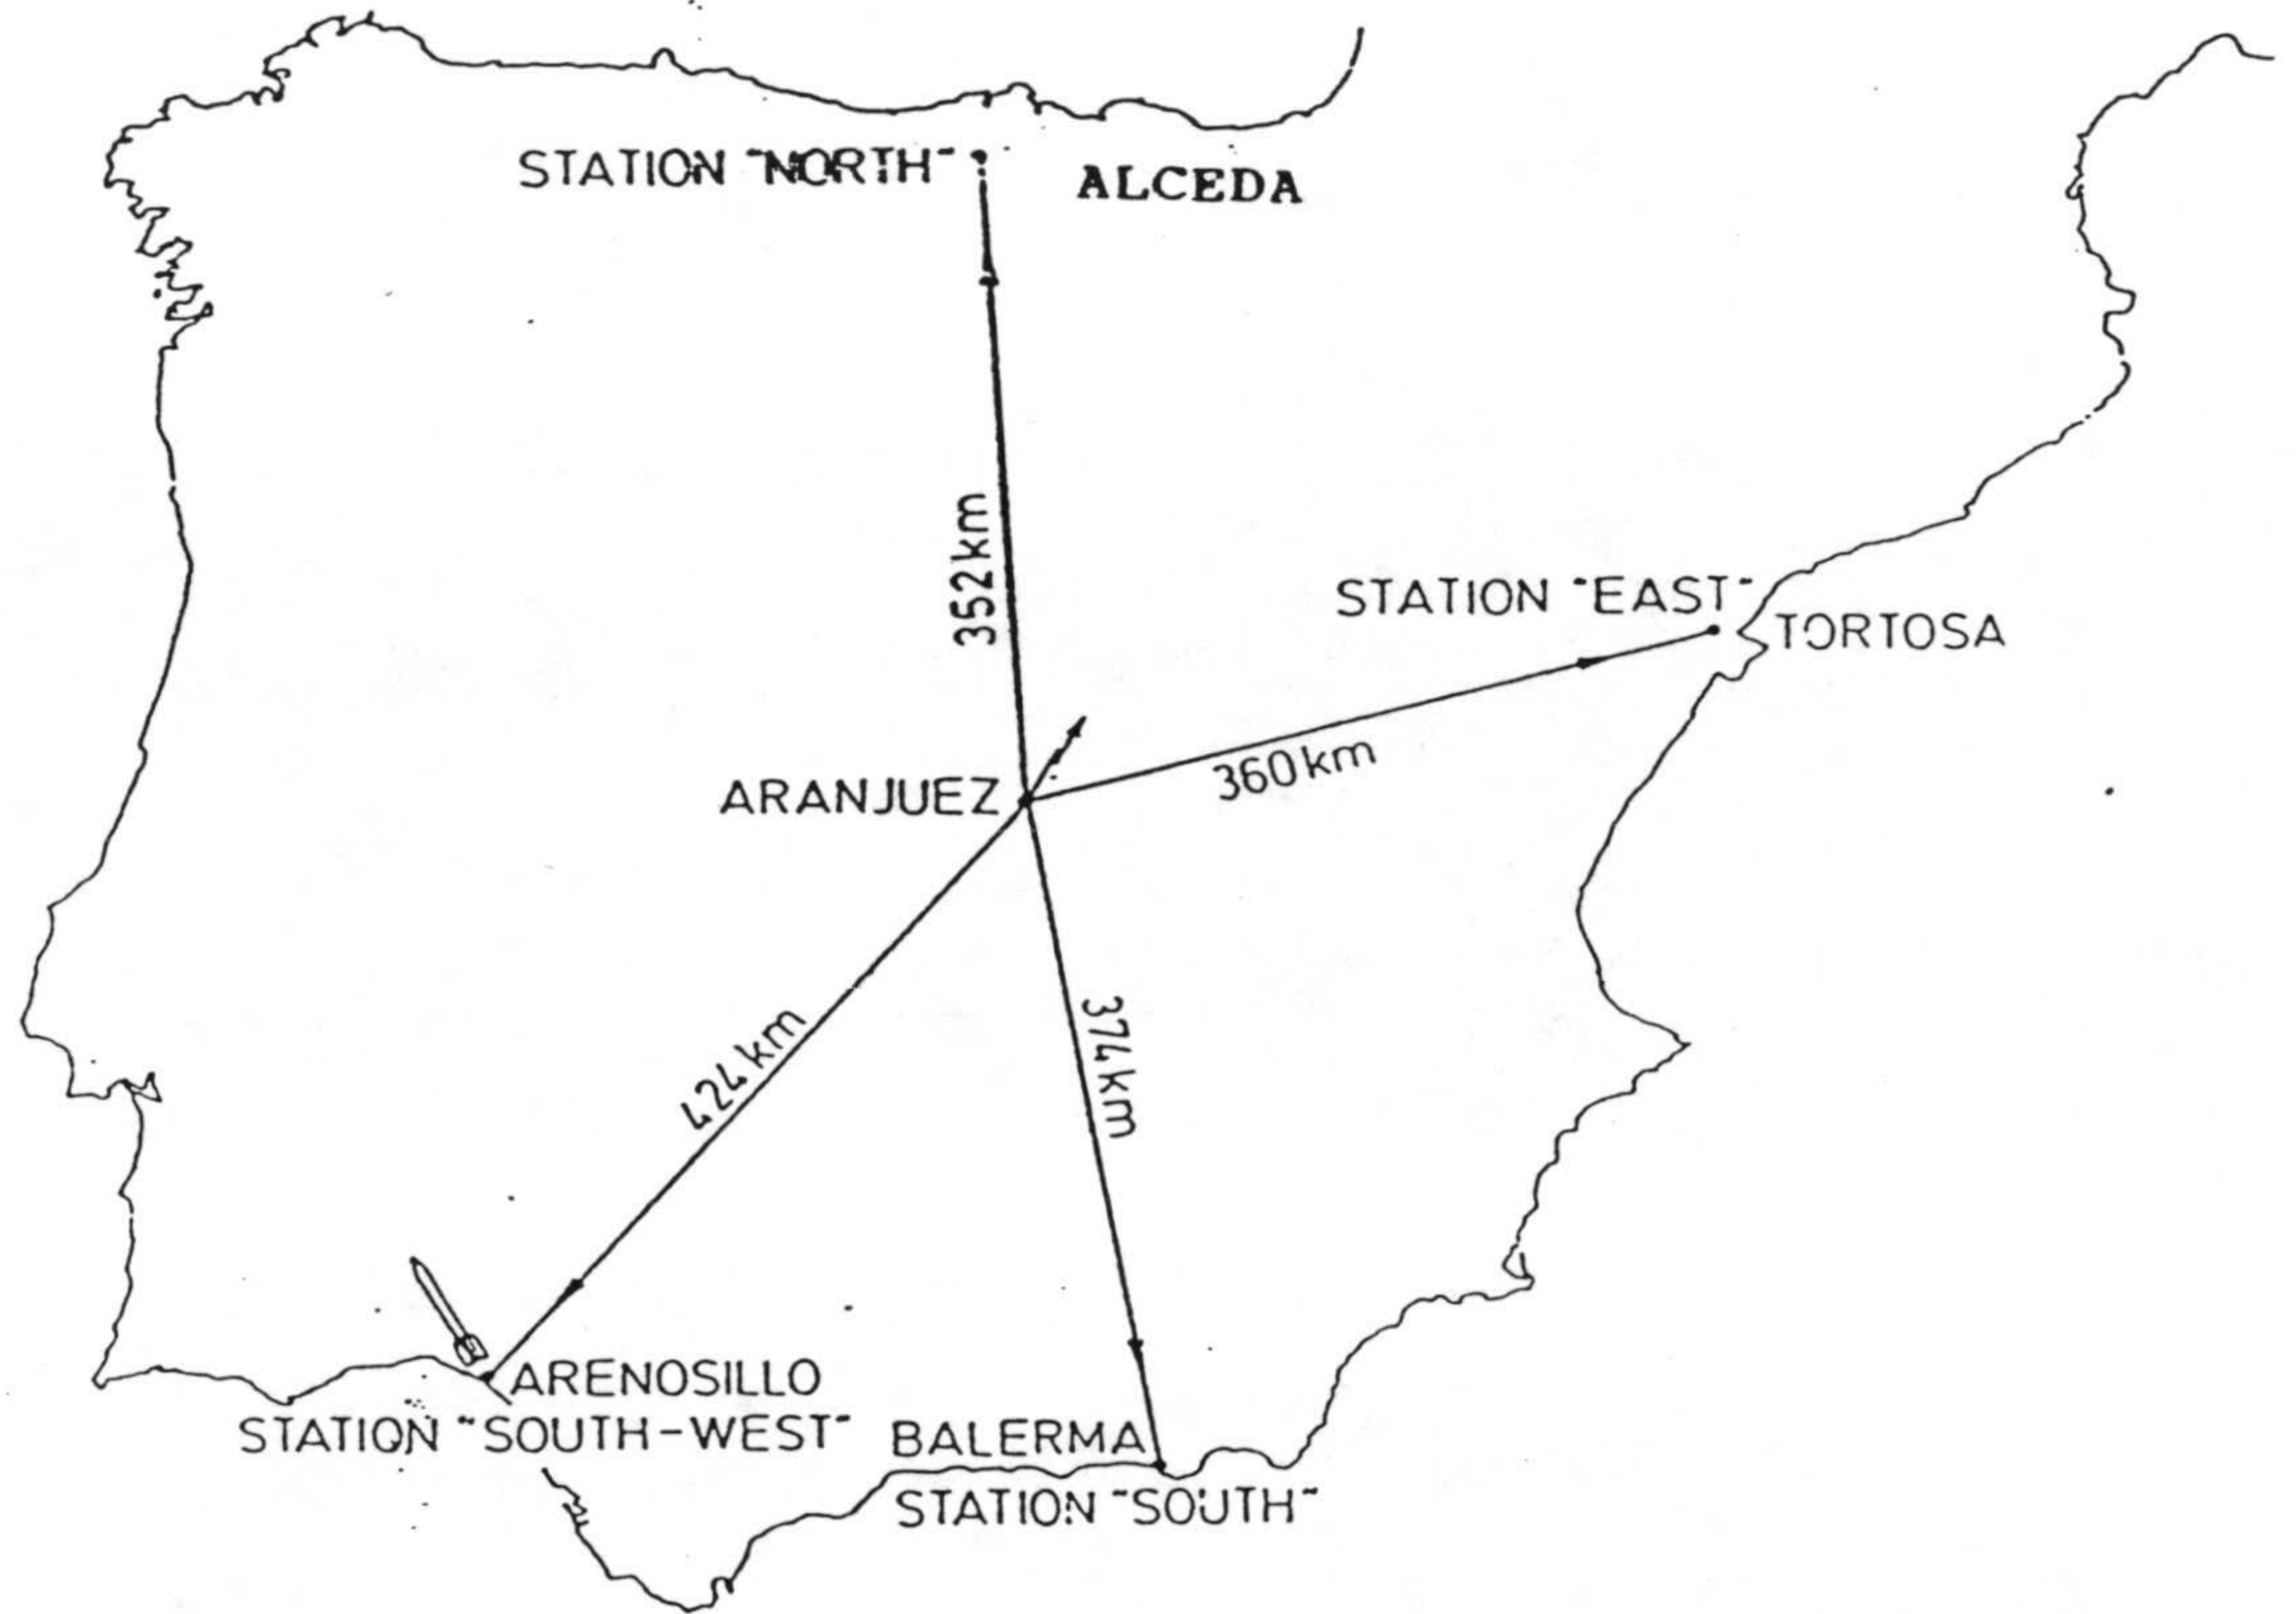 STATION "NORTH"
ALCEDA
352km
STATION "EAST"
TORTOSA
360km
ARANJUEZ
424km
374km
ARENOSILLO
STATION "SOUTH-WEST"
BALERMA
STATION "SOUTH"